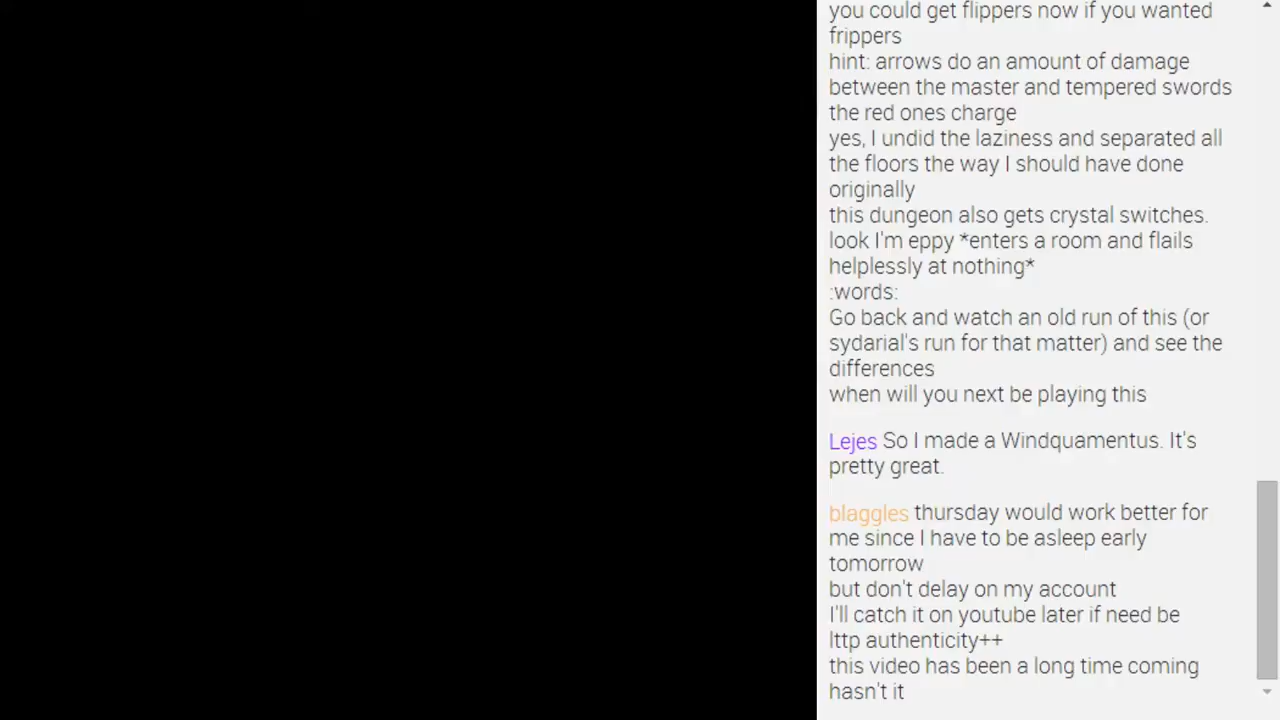 you could get flippers now if you wanted
frippers
hint: arrows do an amount of damage
between the master and tempered swords
the red ones charge
yes, I undid the laziness and separated all
the floors the way I should have done
originally
this dungeon also gets crystal switches.
look I'm eppy *enters a room and flails
helplessly at nothing*
:words:
Go back and watch an old run of this (or
sydarial's run for that matter) and see the
differences
when will you next be playing this
Lejes So I made a Windquamentus. It's
pretty great.
blaggles thursday would work better for
me since I have to be asleep early
tomorrow
but don't delay on my account
I'll catch it on youtube later if need be
lttp authenticity++
this video has been a long time coming
hasn't it